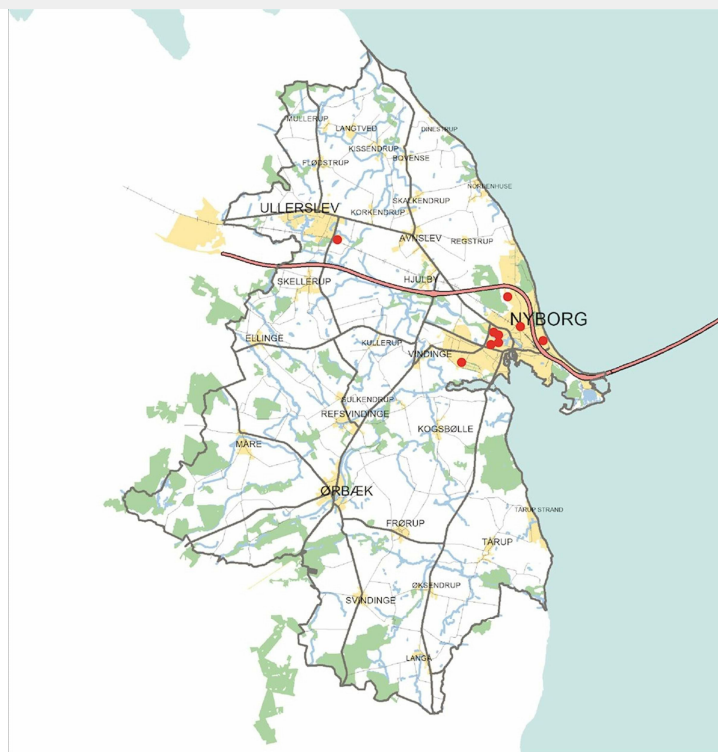 MULLERUP
LANGTVED
DINESTRUP
KISSENDRUP
BOVENSE
FLØDSTRUP
NORDENHUSE
SKALKENDRUP
ULLERSLEV
KORKENDRUP
AVNSLEV
REGSTRUP
SKELLERUP
HJULBY
NYBORG
ELLINGE
KULLERUP
VINDINGE
SULKENDRUP
REFSVINDINGE
KOGSBØLLE
MÅRE
ØRBÆK
TÅRUP STRAND
FRØRUP
TÅRUP
ØKSENDRUP
SVINDINGE
LANGÅ